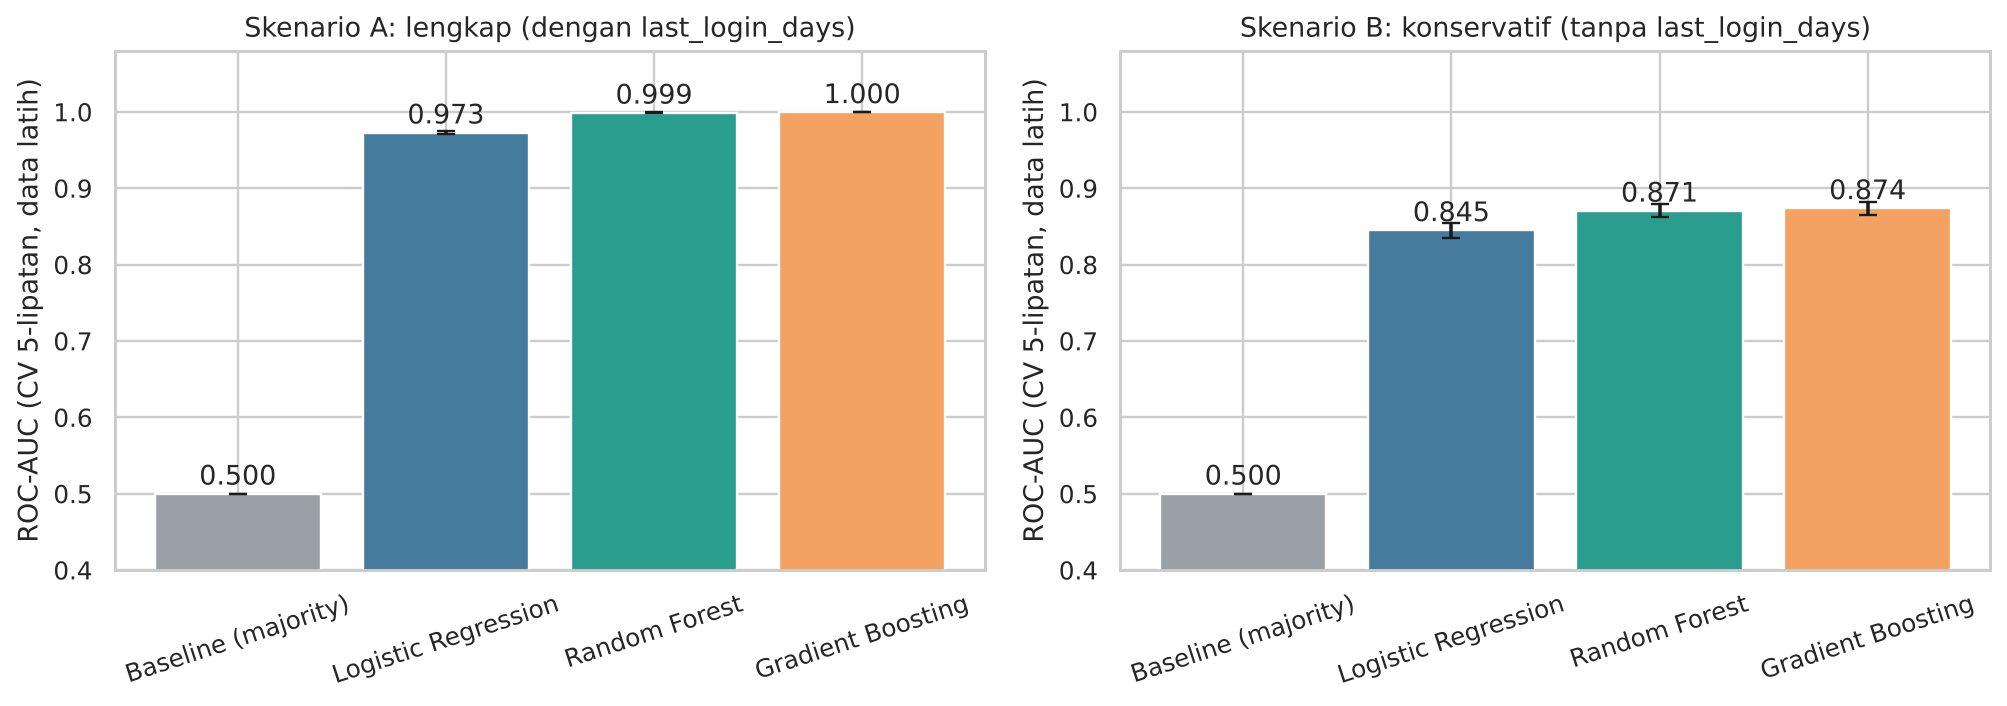 Skenario A: lengkap (dengan last_login_days)
ROC-AUC (CV 5-lipatan, data latih)
1.0
0.9
0.8
0.7
0.6
0.5
0.4
0.500
0.973
0.999
1.000
Baseline (majority)
Logistic Regression
Random Forest
Gradient Boosting
Skenario B: konservatif (tanpa last_login_days)
ROC-AUC (CV 5-lipatan, data latih)
1.0
0.9
0.8
0.7
0.6
0.5
0.4
0.500
0.845
0.871
0.874
Baseline (majority)
Logistic Regression
Random Forest
Gradient Boosting